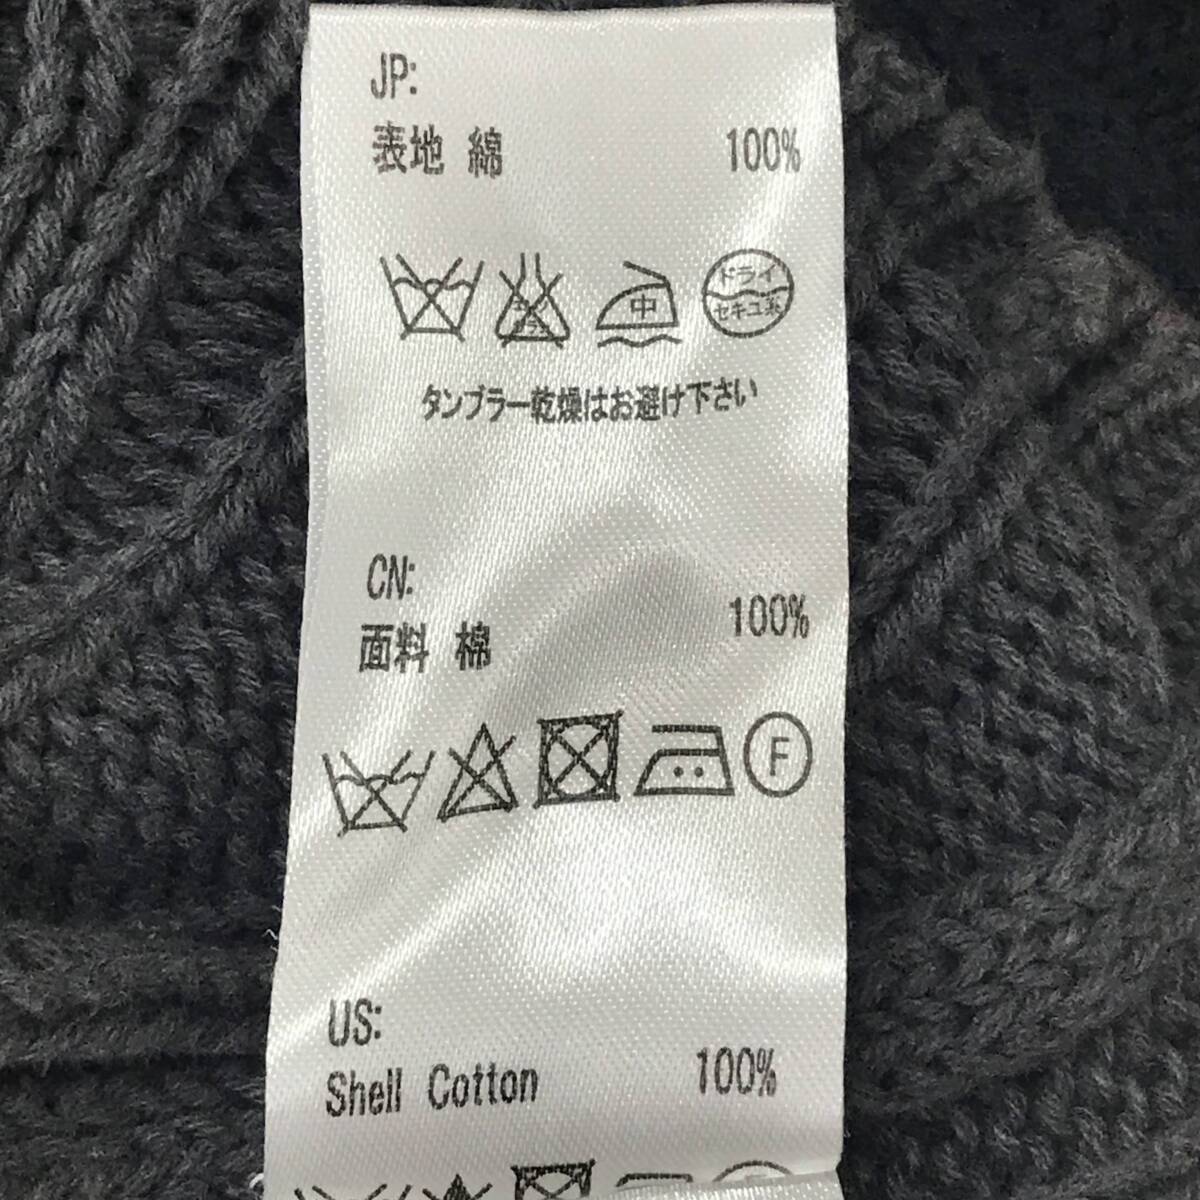 JP:
表地 綿 100%
中
ドライ
セキユ系
タンブラー乾燥はお避け下さい
CN:
面料 棉 100%
F
US:
Shell Cotton 100%